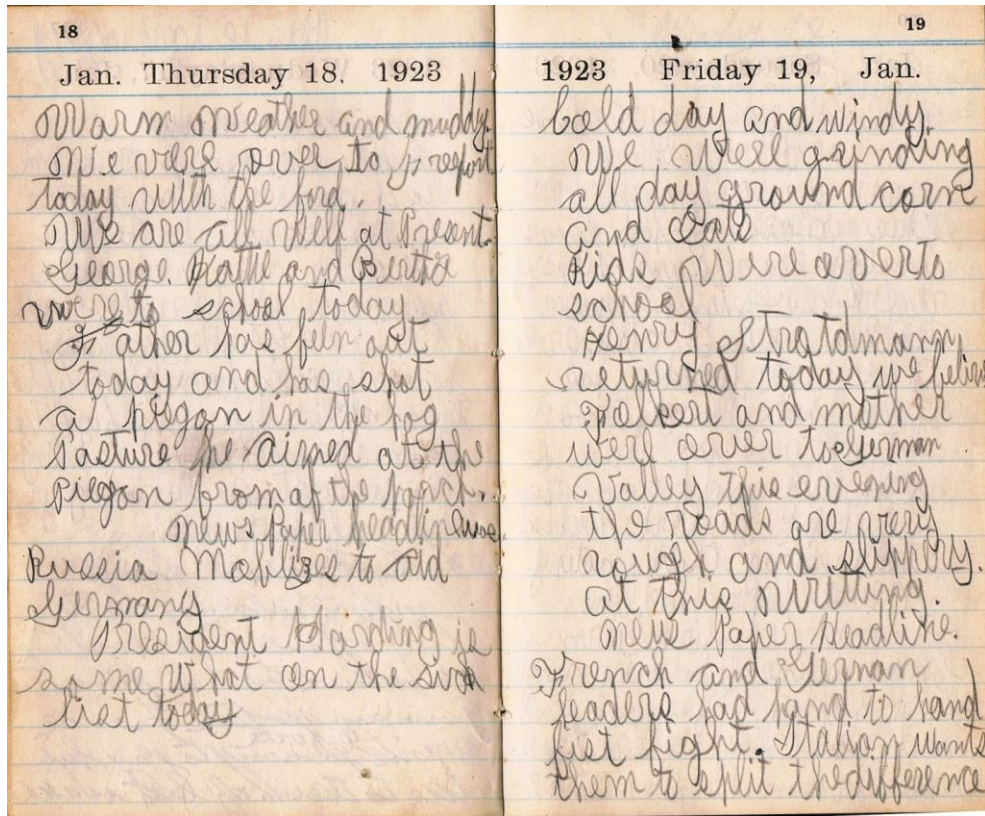 18
Jan. Thursday 18. 1923
Warm Weather and muddy.
We were over to Freeport
today with the ford.
We are all Well at Present.
George. Kattie and Bertha
were to school today
Father has been out
today and has shot
a piegon in the hog
Pasture he aimed at the
piegon from of the porch.
News Paper headline
Russia Moblizes to aid
Germany
President Harding is
some what on the sick
list today
19
1923 Friday 19, Jan.
Cold day and windy.
We Were grinding
all day ground corn
and Oats
Kids Were over to
school
Henry Stratdmann
returned today we believe
Folkert and mother
were over to German
Valley this evening
the roads are very
rough and slippery.
at this writing.
News Paper Headline.
French and German
leaders had hand to hand
fist fight. Italian wants
them to split the difference